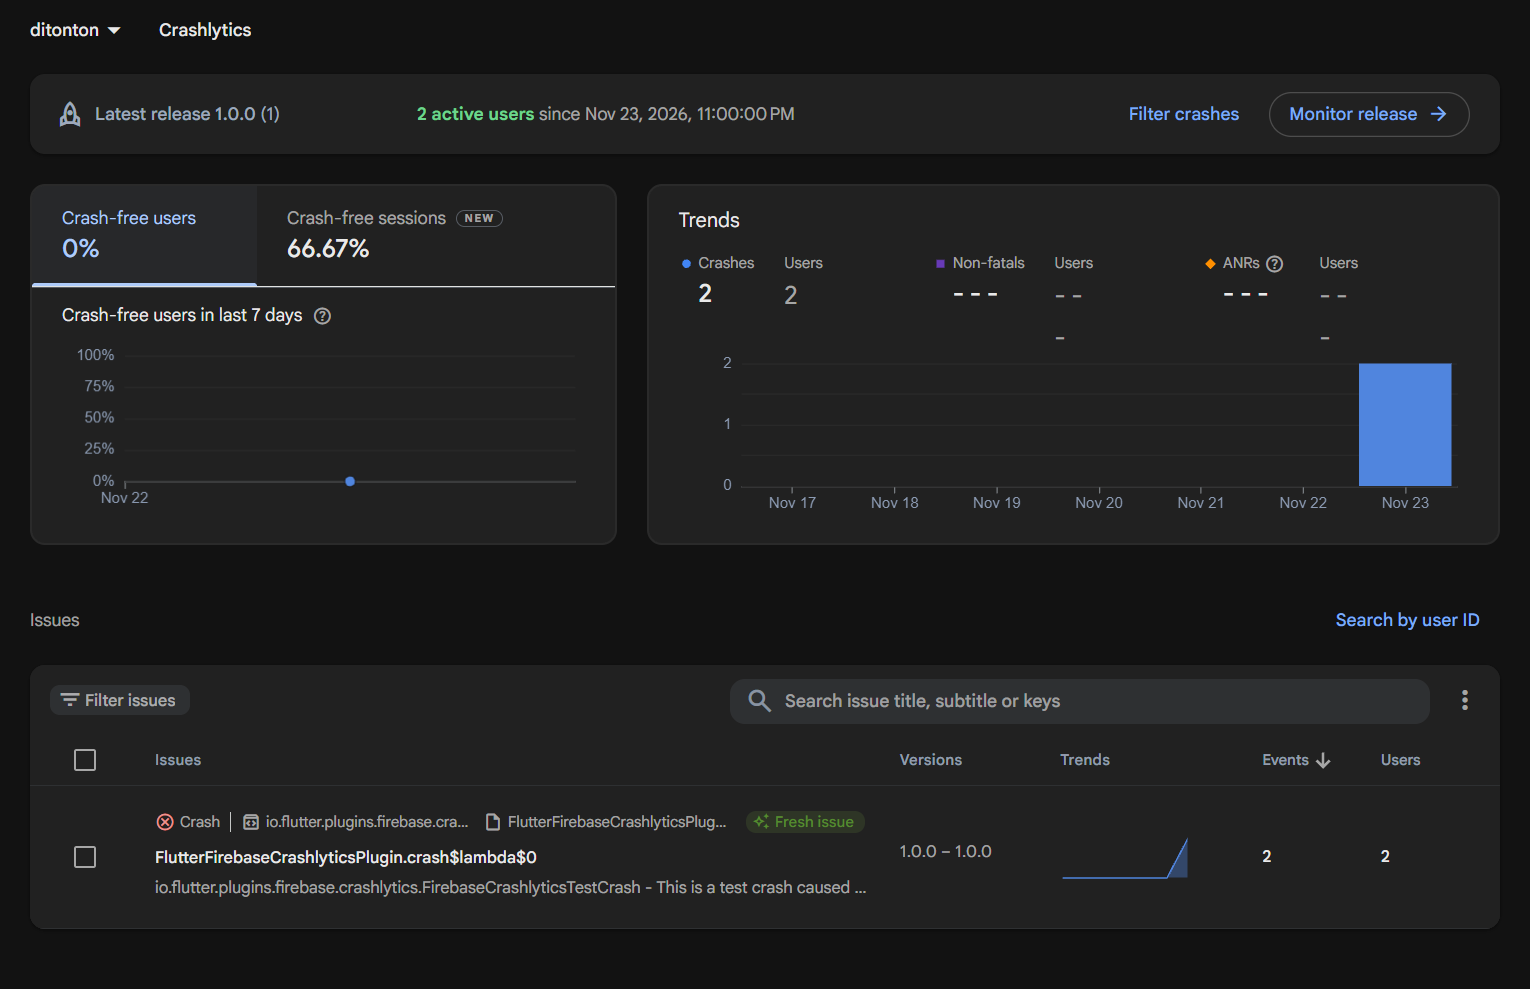 ditonton Crashlytics
Latest release 1.0.0 (1) 2 active users since Nov 23, 2026, 11:00:00 PM Filter crashes Monitor release
Crash-free users
0%
Crash-free sessions NEW
66.67%
Crash-free users in last 7 days
100%
75%
50%
25%
0%
Nov 22
Trends
Crashes Users Non-fatals Users ANRs Users
2 2 - - - - - - - - - -
- -
2
1
0
Nov 17 Nov 18 Nov 19 Nov 20 Nov 21 Nov 22 Nov 23
Issues Search by user ID
Filter issues Search issue title, subtitle or keys
Issues Versions Trends Events Users
Crash io.flutter.plugins.firebase.cra... FlutterFirebaseCrashlyticsPlug... Fresh issue
FlutterFirebaseCrashlyticsPlugin.crash$lambda$0 1.0.0 – 1.0.0 2 2
io.flutter.plugins.firebase.crashlytics.FirebaseCrashlyticsTestCrash - This is a test crash caused ...